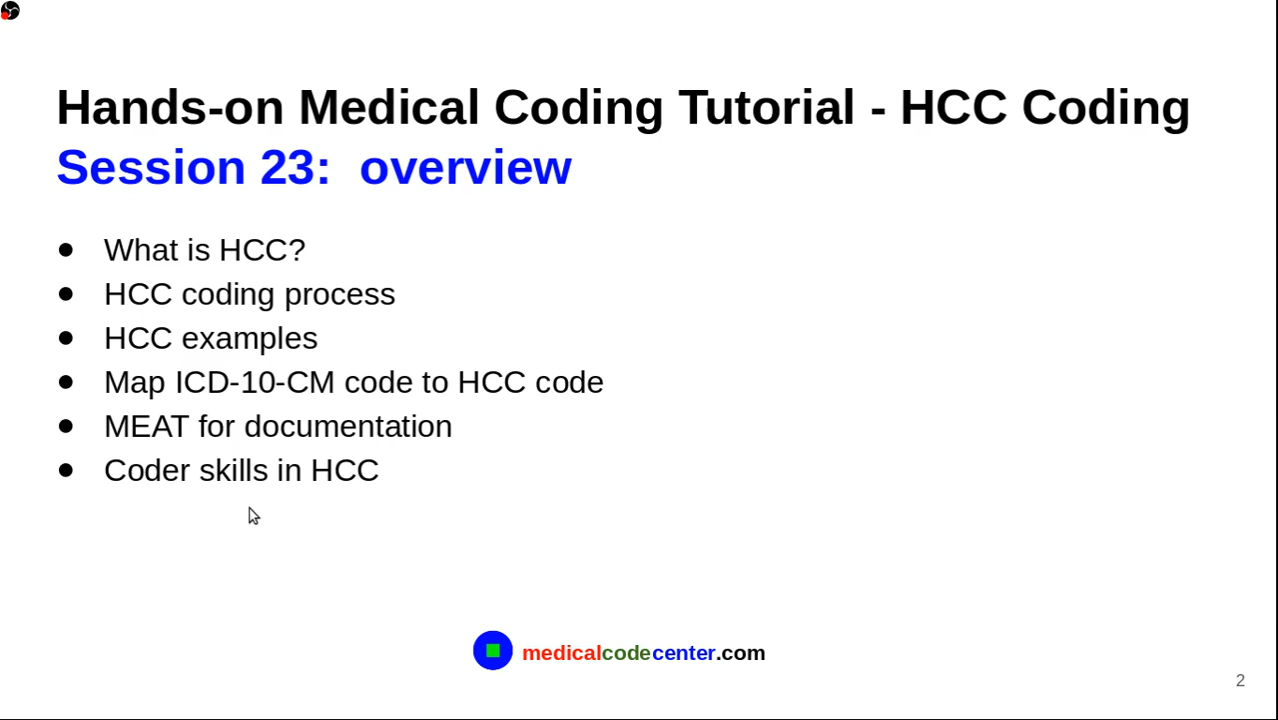 Hands-on Medical Coding Tutorial - HCC Coding
Session 23:  overview
● What is HCC?
● HCC coding process
● HCC examples
● Map ICD-10-CM code to HCC code
● MEAT for documentation
● Coder skills in HCC
medicalcodecenter.com
2